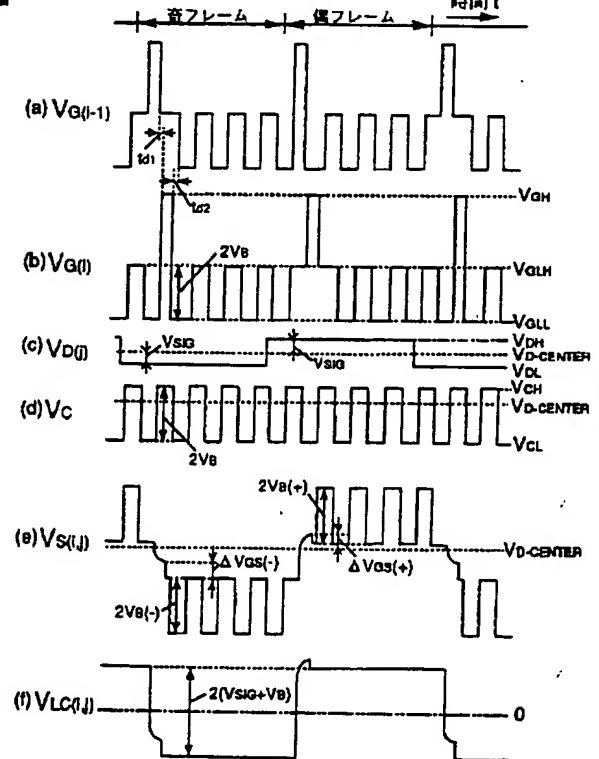 時間 t
奇フレーム 偶フレーム
(a) VG(i-1)
td1
td2
VGH
(b) VG(i)
2VB
VGLH
VGLL
(c) VD(j)
VSIG
VSIG
VDH
VD-CENTER
VDL
(d) VC
2VB
VCH
VD-CENTER
VCL
(e) VS(i,j)
2VB(+)
ΔVGS(-)
ΔVGS(+)
VD-CENTER
2VB(-)
(f) VLC(i,j)
2(VSIG+VB)
0